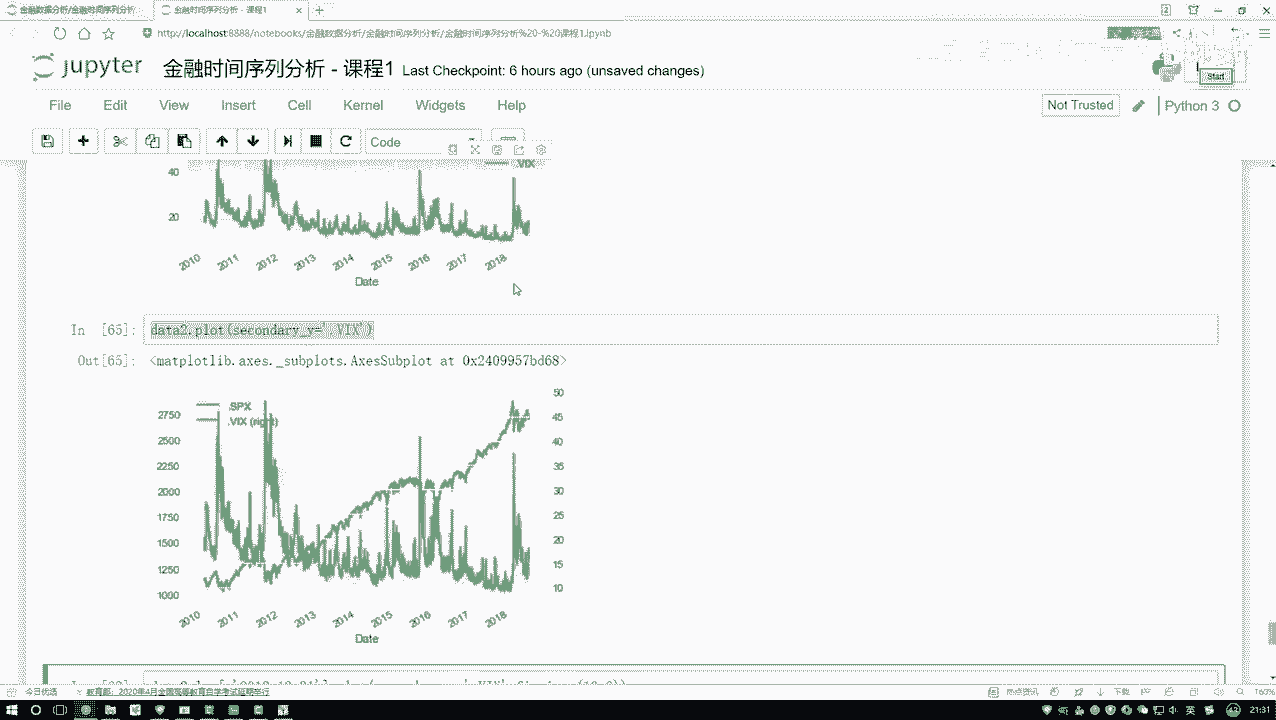 金融数据分析/金融时间序列分析
金融时间序列分析 - 课程1
http://localhost:8888/notebooks/金融数据分析/金融时间序列分析/金融时间序列分析%20-%20课程1.ipynb
jupyter 金融时间序列分析 - 课程1 Last Checkpoint: 6 hours ago (unsaved changes)
Start
File Edit View Insert Cell Kernel Widgets Help
Not Trusted
Python 3
Code
.VIX
40
20
2010 2011 2012 2013 2014 2015 2016 2017 2018
Date
In [65]: data2.plot(secondary_y='.VIX')
Out[65]: <matplotlib.axes._subplots.AxesSubplot at 0x2409957bd68>
.SPX
.VIX (right)
2750
2500
2250
2000
1750
1500
1250
1000
50
45
40
35
30
25
20
15
10
2010 2011 2012 2013 2014 2015 2016 2017 2018
Date
今日优选
教育部:2020年4月全国高等教育自学考试延期举行
热点资讯
下载
160%
英
21:31